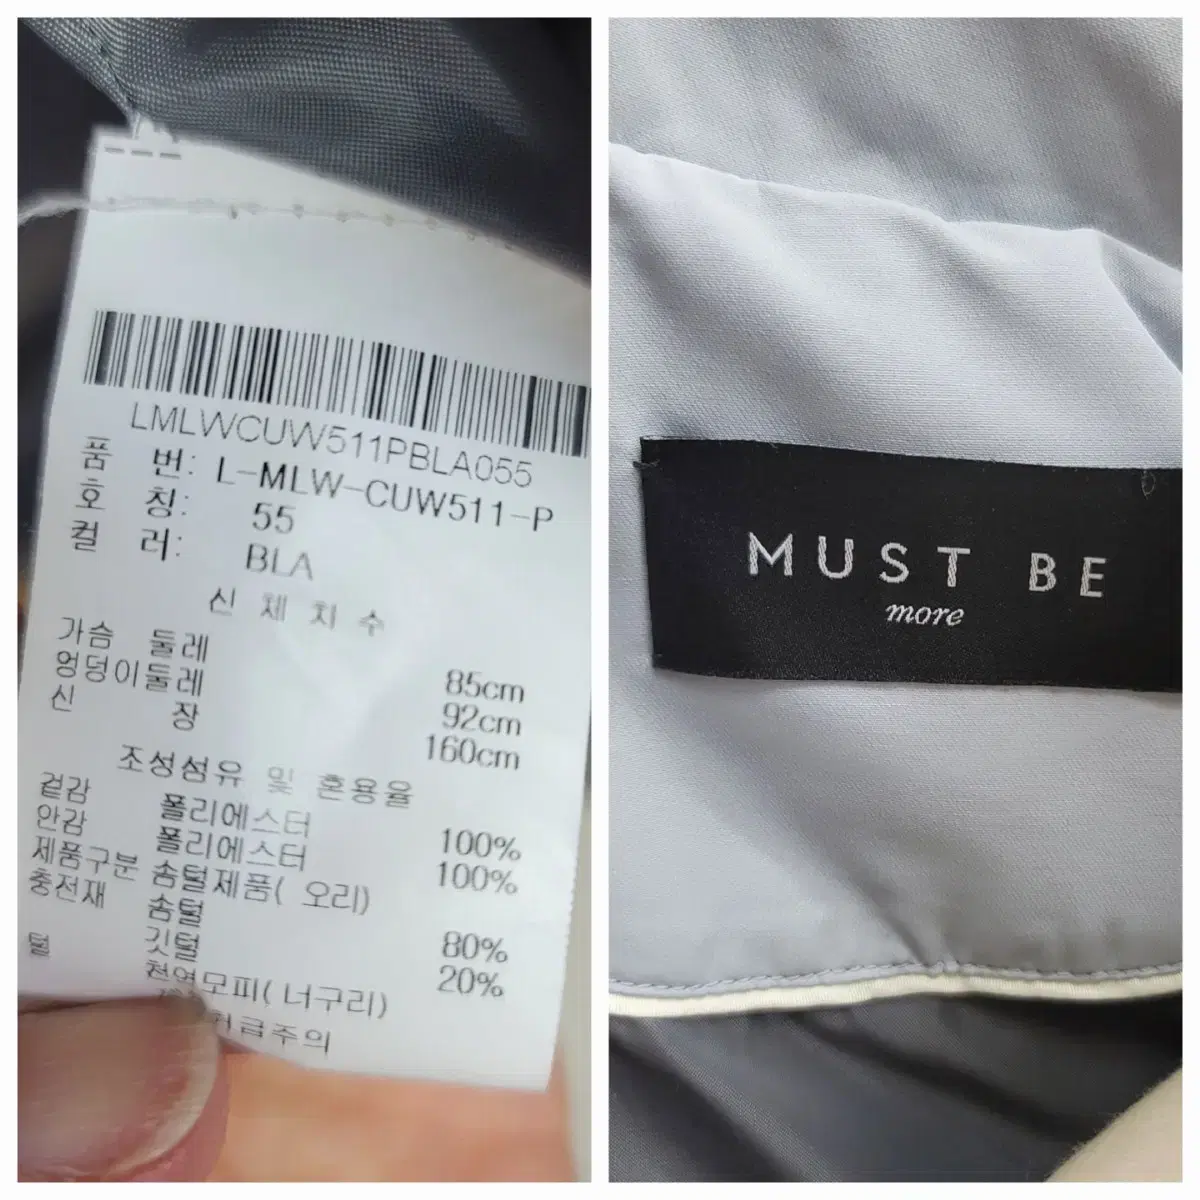 LMLWCUW511PBLA055
품 번: L-MLW-CUW511-P
호 칭: 55
컬 러: BLA
신 체 치 수
가슴 둘레 85cm
엉덩이둘레 92cm
신 장 160cm
조성섬유 및 혼용율
겉감 폴리에스터 100%
안감 폴리에스터 100%
제품구분 솜털제품( 오리)
충전재 솜털 80%
깃털 20%
털 천연모피(너구리)
취급주의
MUST BE
more